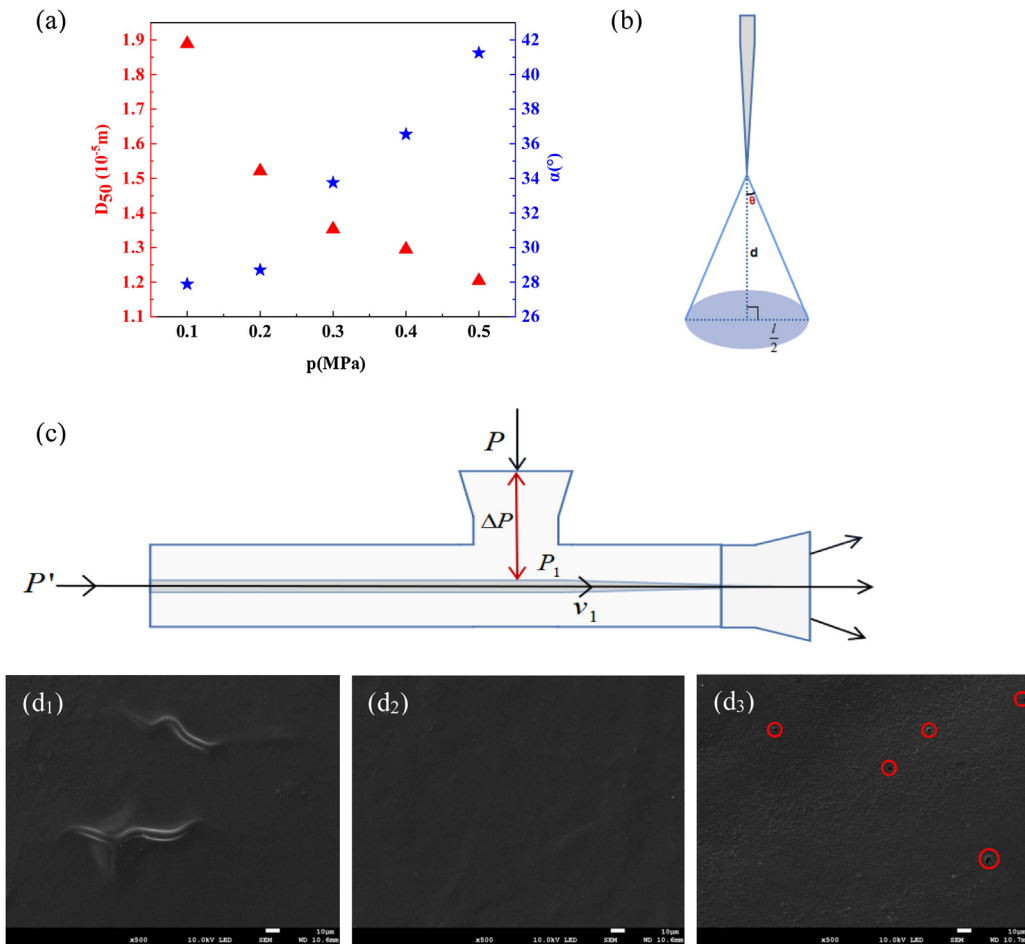 (a)
1.9
1.8
1.7
1.6
1.5
1.4
1.3
1.2
1.1
D50 (10-5m)
42
40
38
36
34
32
30
28
26
α(°)
0.1 0.2 0.3 0.4 0.5
p(MPa)
(b)
θ
d
l
2
(c)
P
ΔP
P1
P'
v1
(d1)
10μm
x500 10.0kV LED SEM WD 10.6mm
(d2)
10μm
x500 10.0kV LED SEM WD 10.6mm
(d3)
10μm
x500 10.0kV LED SEM WD 10.7mm